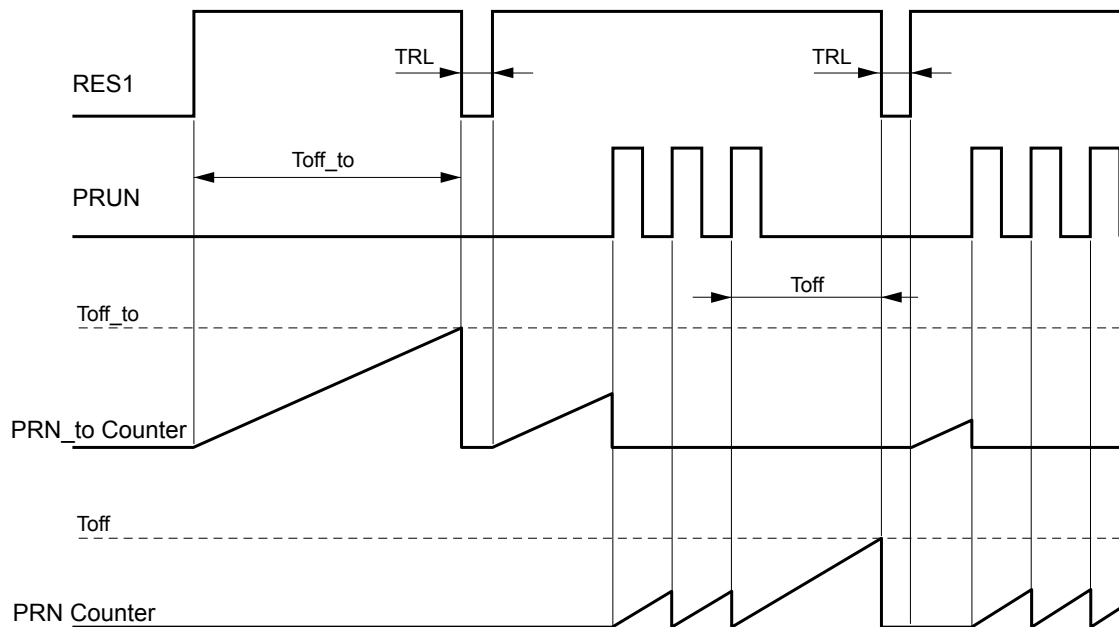 TRL
TRL
RES1
Toff_to
PRUN
Toff
Toff_to
PRN_to Counter
Toff
PRN Counter